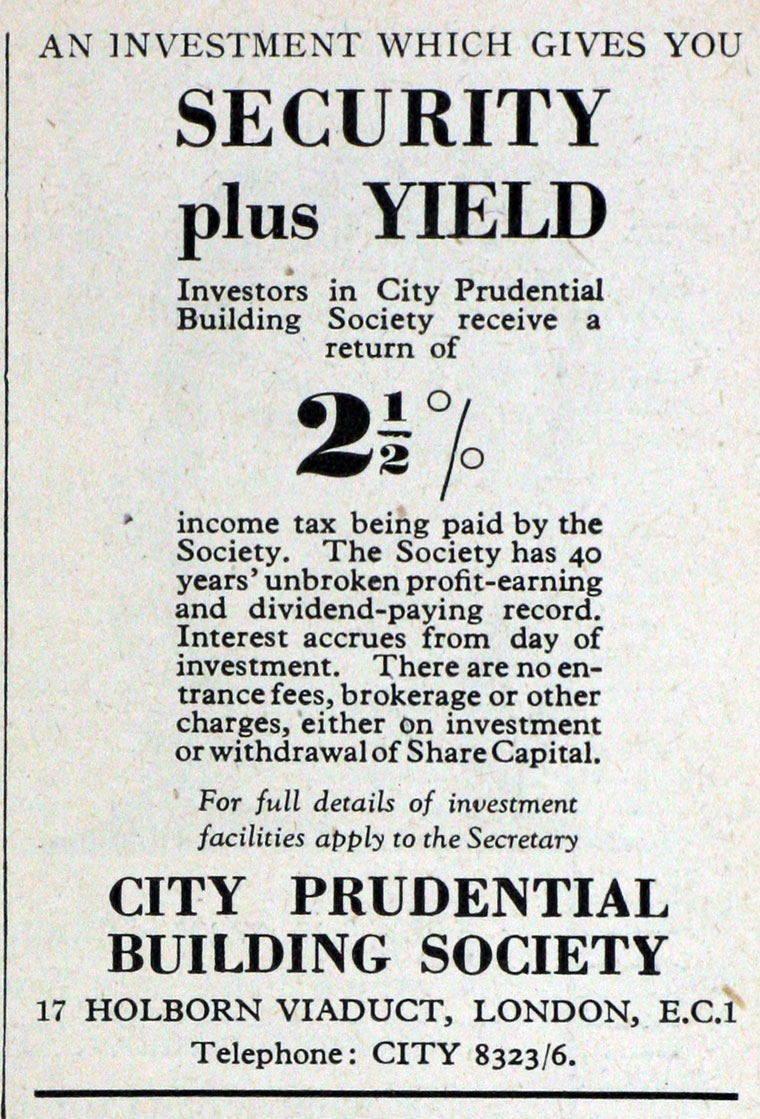 AN INVESTMENT WHICH GIVES YOU
SECURITY
plus YIELD
Investors in City Prudential
Building Society receive a
return of
2½%
income tax being paid by the
Society. The Society has 40
years' unbroken profit-earning
and dividend-paying record.
Interest accrues from day of
investment. There are no en-
trance fees, brokerage or other
charges, either on investment
or withdrawal of Share Capital.
For full details of investment
facilities apply to the Secretary
CITY PRUDENTIAL
BUILDING SOCIETY
17 HOLBORN VIADUCT, LONDON, E.C.1
Telephone: CITY 8323/6.